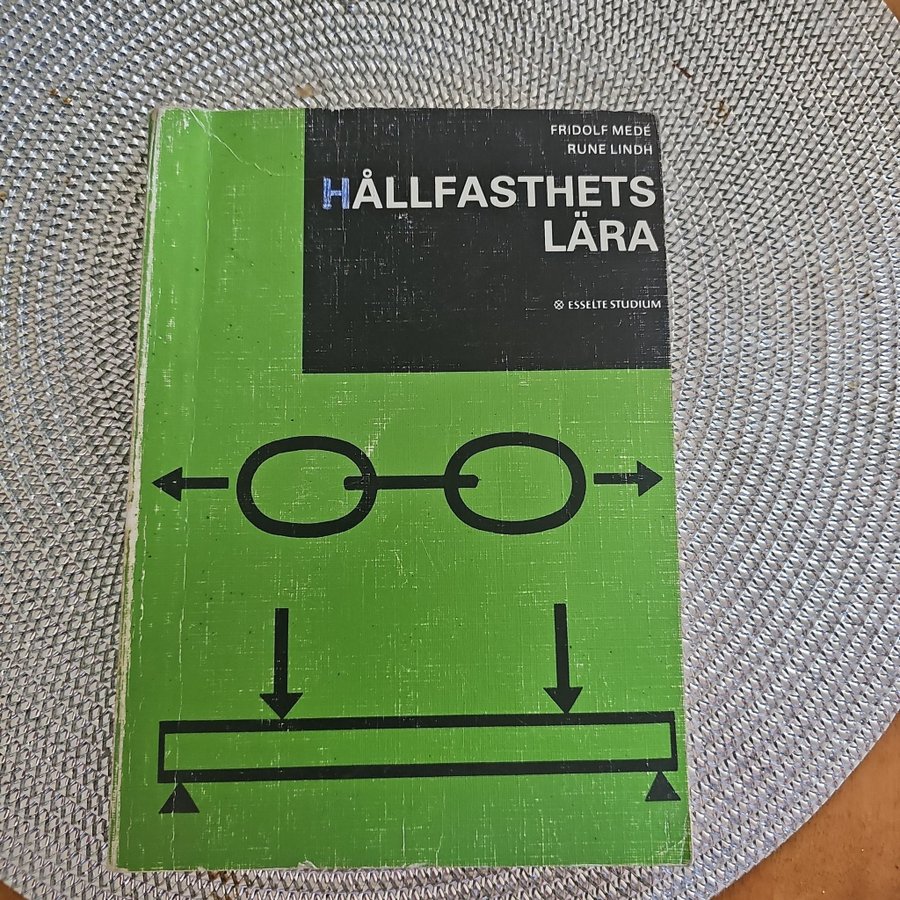 FRIDOLF MEDE
RUNE LINDH
HÅLLFASTHETS
LÄRA
ESSELTE STUDIUM